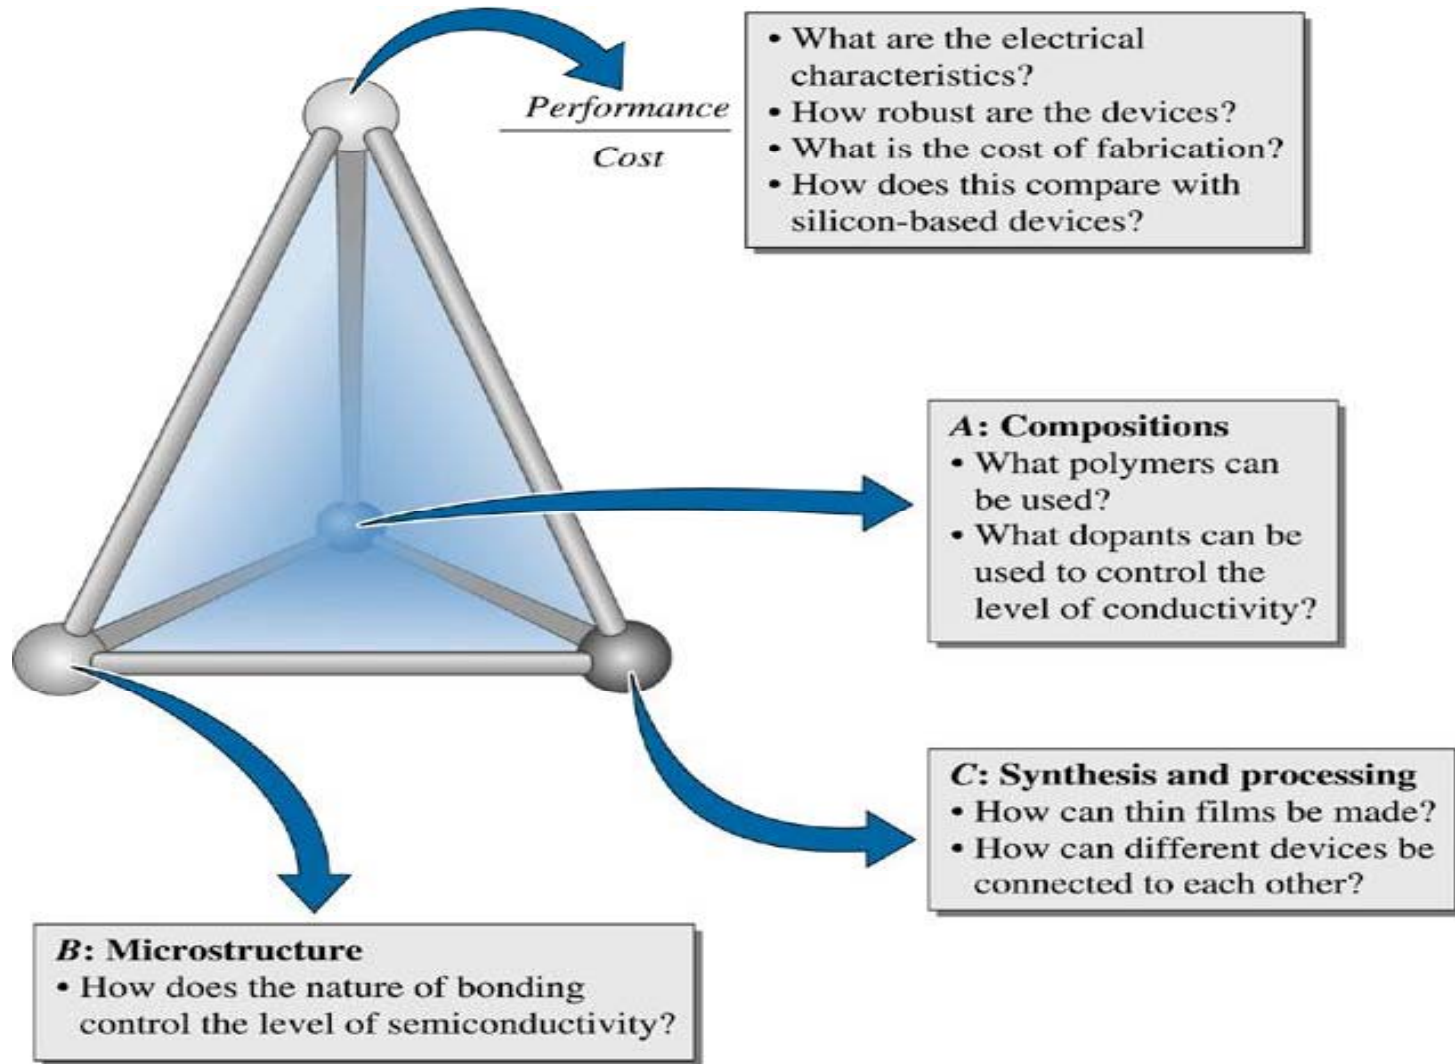 • What are the electrical
characteristics?
• How robust are the devices?
• What is the cost of fabrication?
• How does this compare with
silicon-based devices?
Performance
Cost
A: Compositions
• What polymers can
be used?
• What dopants can be
used to control the
level of conductivity?
C: Synthesis and processing
• How can thin films be made?
• How can different devices be
connected to each other?
B: Microstructure
• How does the nature of bonding
control the level of semiconductivity?